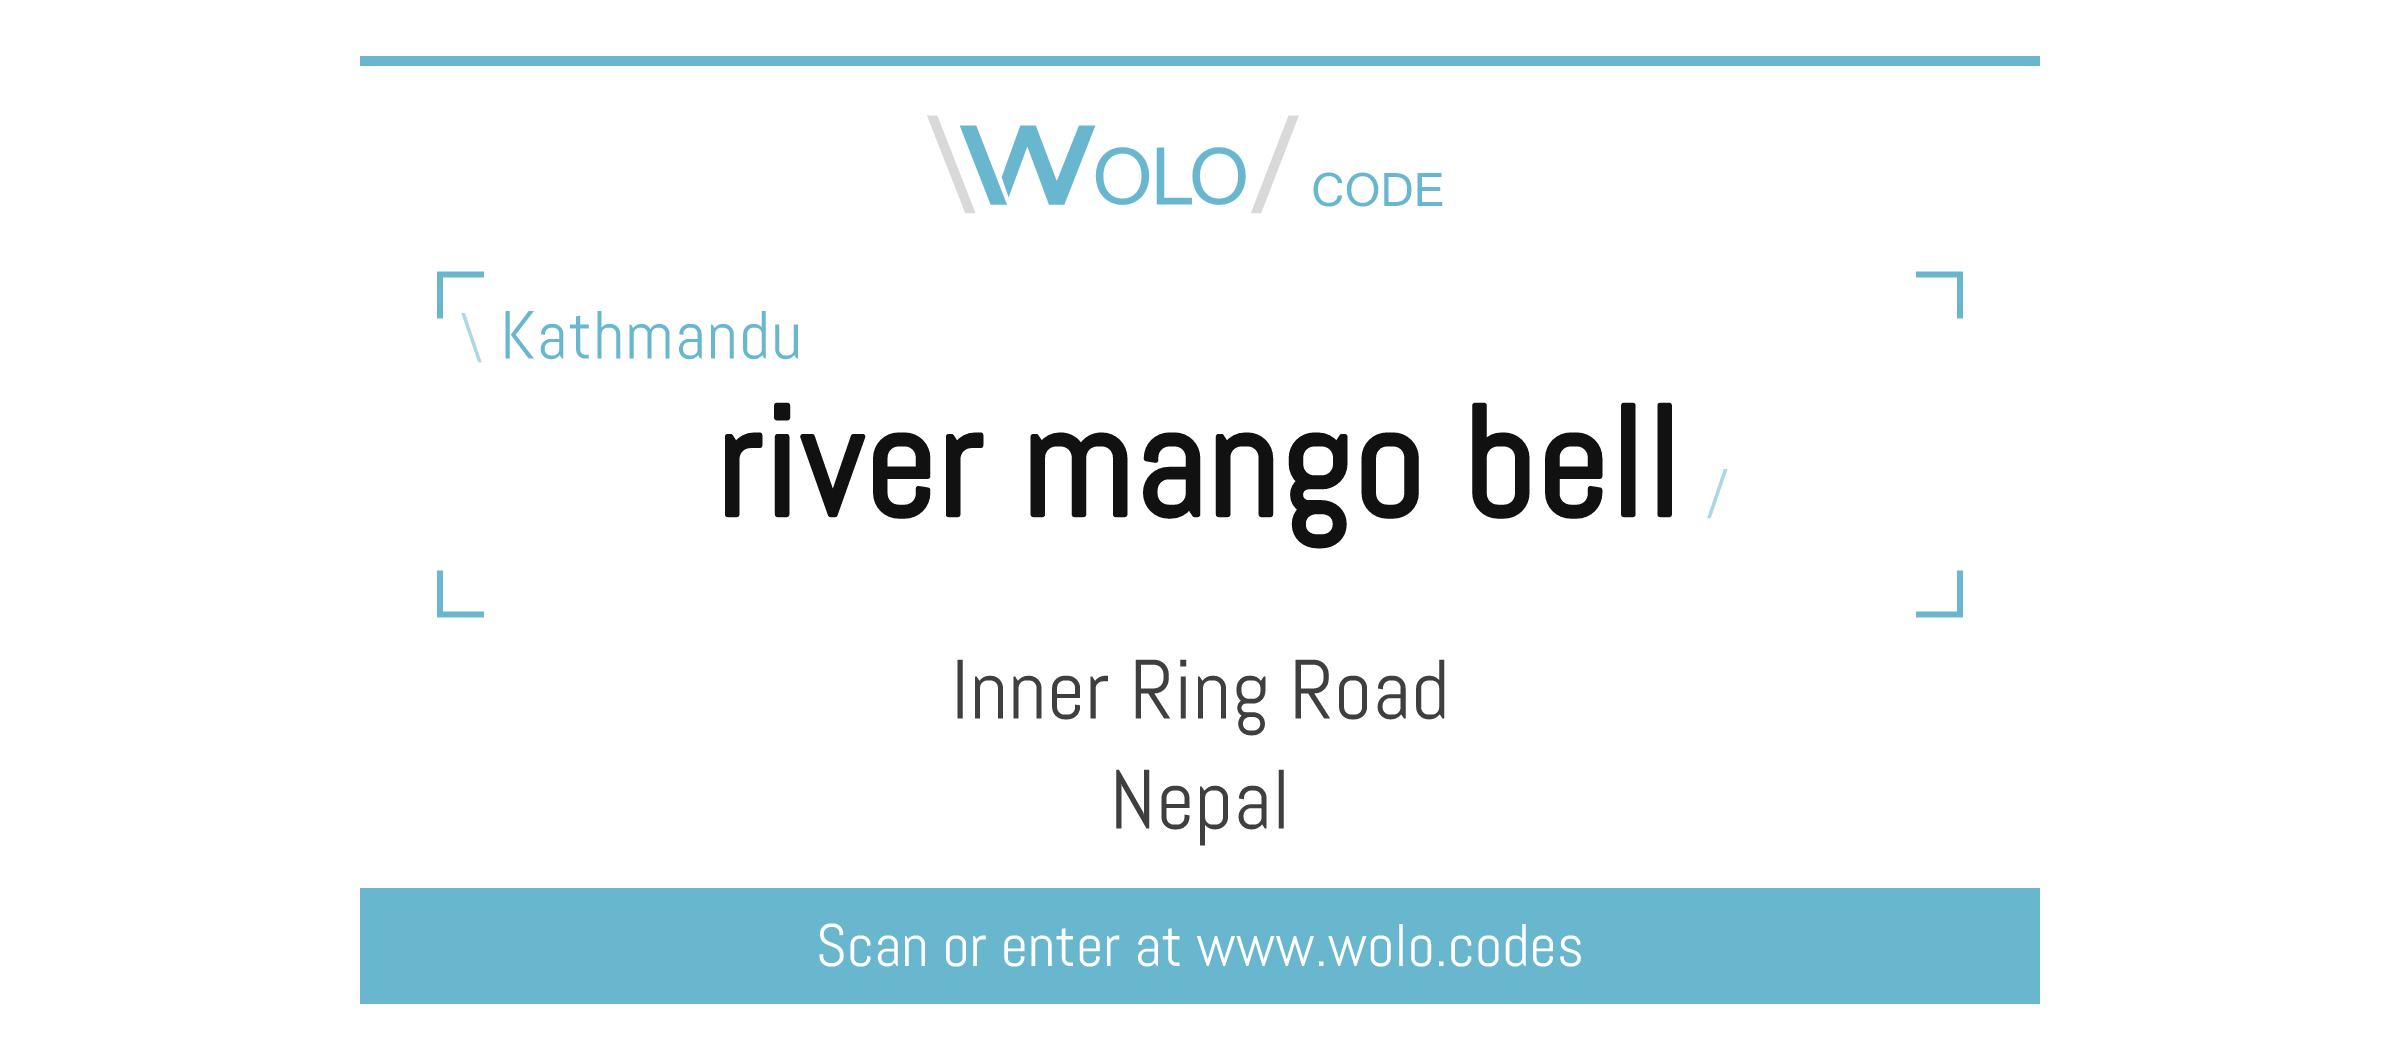 \WOLO/ CODE
\ Kathmandu
river mango bell /
Inner Ring Road
Nepal
Scan or enter at www.wolo.codes